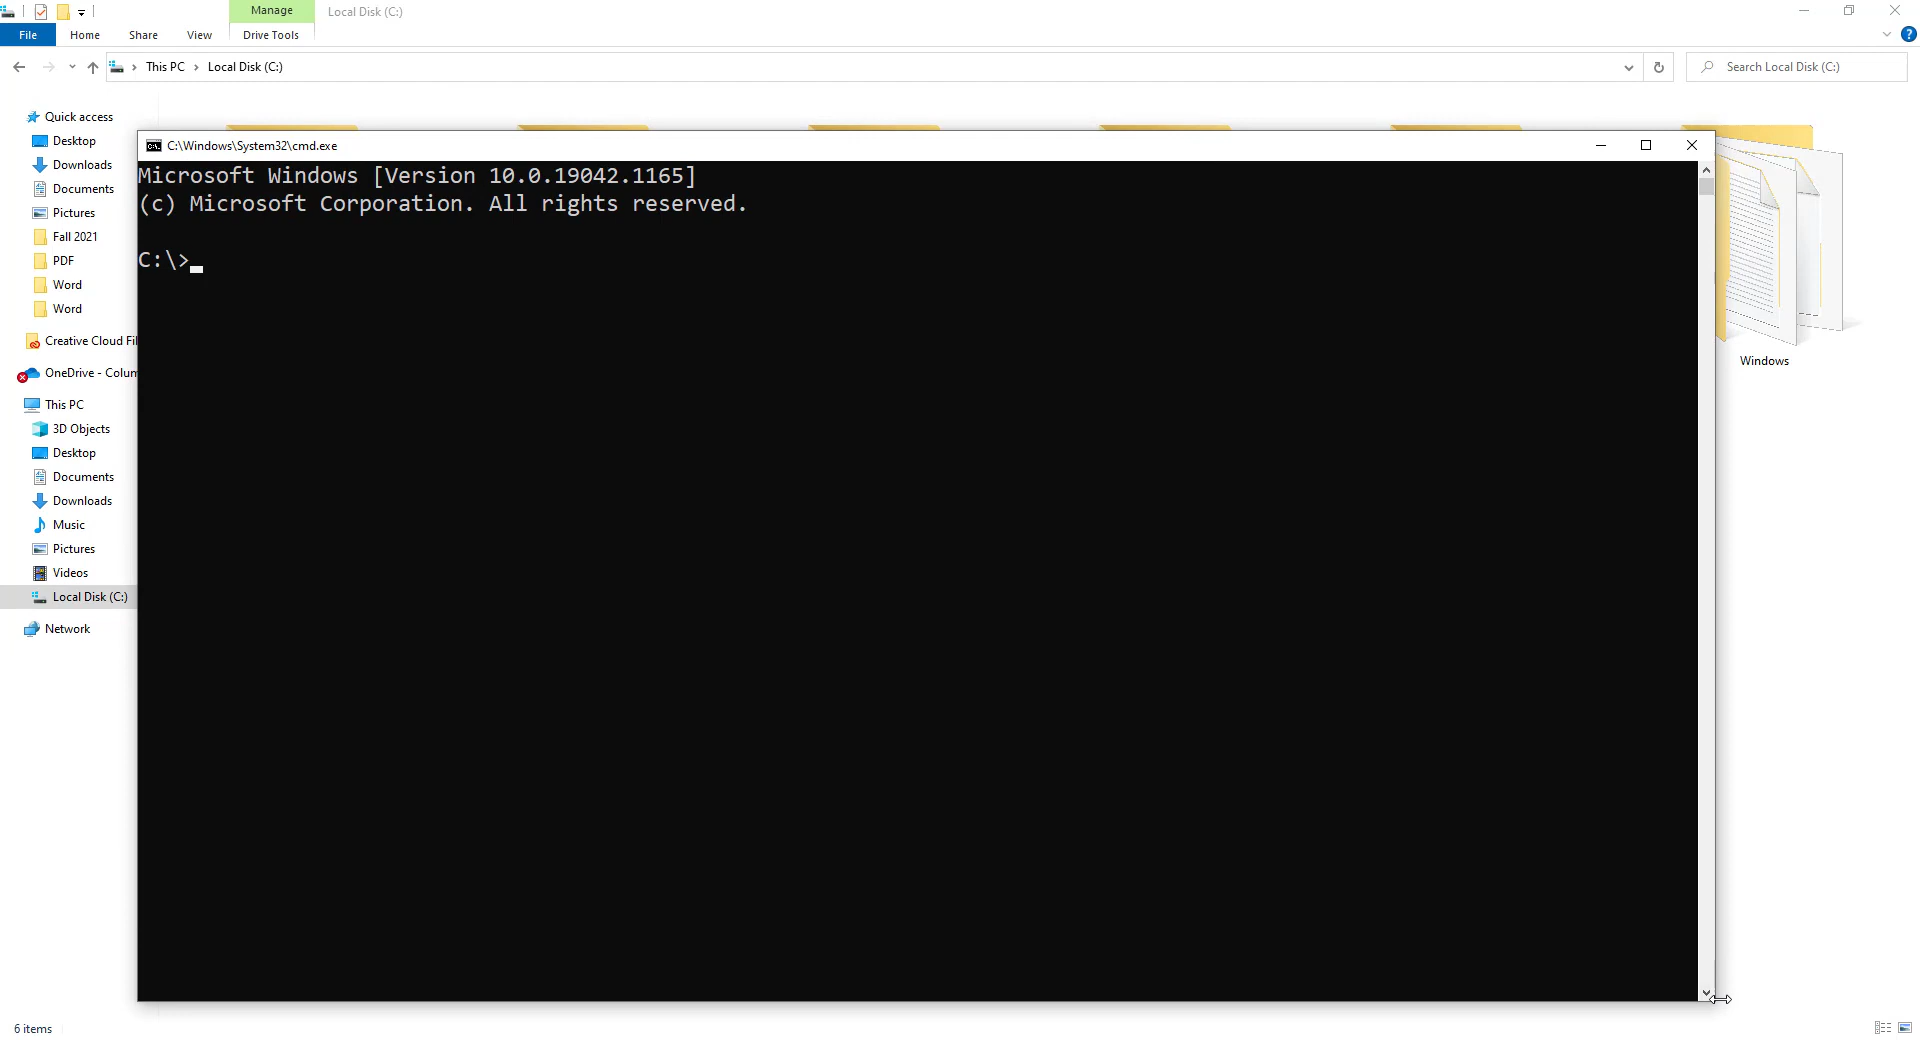 Manage
Local Disk (C:)
File
Home
Share
View
Drive Tools
This PC
Local Disk (C:)
Search Local Disk (C:)
Quick access
Desktop
Downloads
Documents
Pictures
Fall 2021
PDF
Word
Word
Creative Cloud Fil
OneDrive - Colum
This PC
3D Objects
Desktop
Documents
Downloads
Music
Pictures
Videos
Local Disk (C:)
Network
C:\Windows\System32\cmd.exe
Microsoft Windows [Version 10.0.19042.1165]
(c) Microsoft Corporation. All rights reserved.
C:\>
Windows
6 items